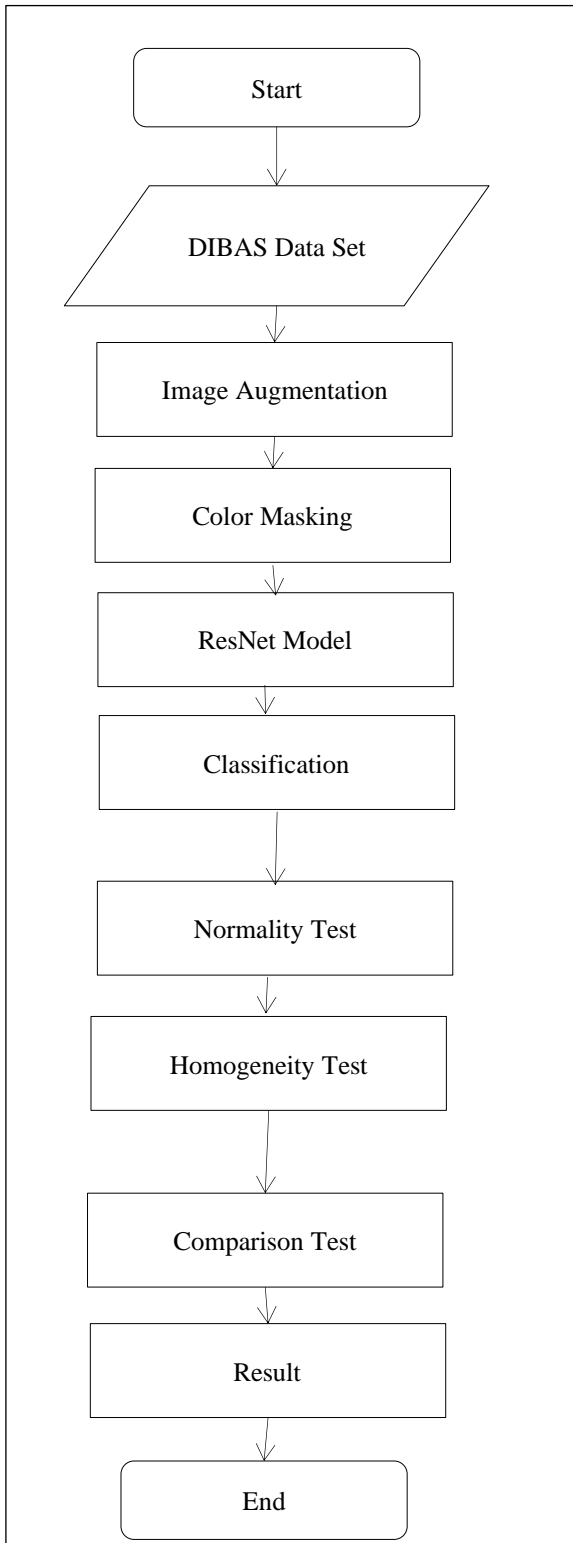 Start
DIBAS Data Set
Image Augmentation
Color Masking
ResNet Model
Classification
Normality Test
Homogeneity Test
Comparison Test
Result
End